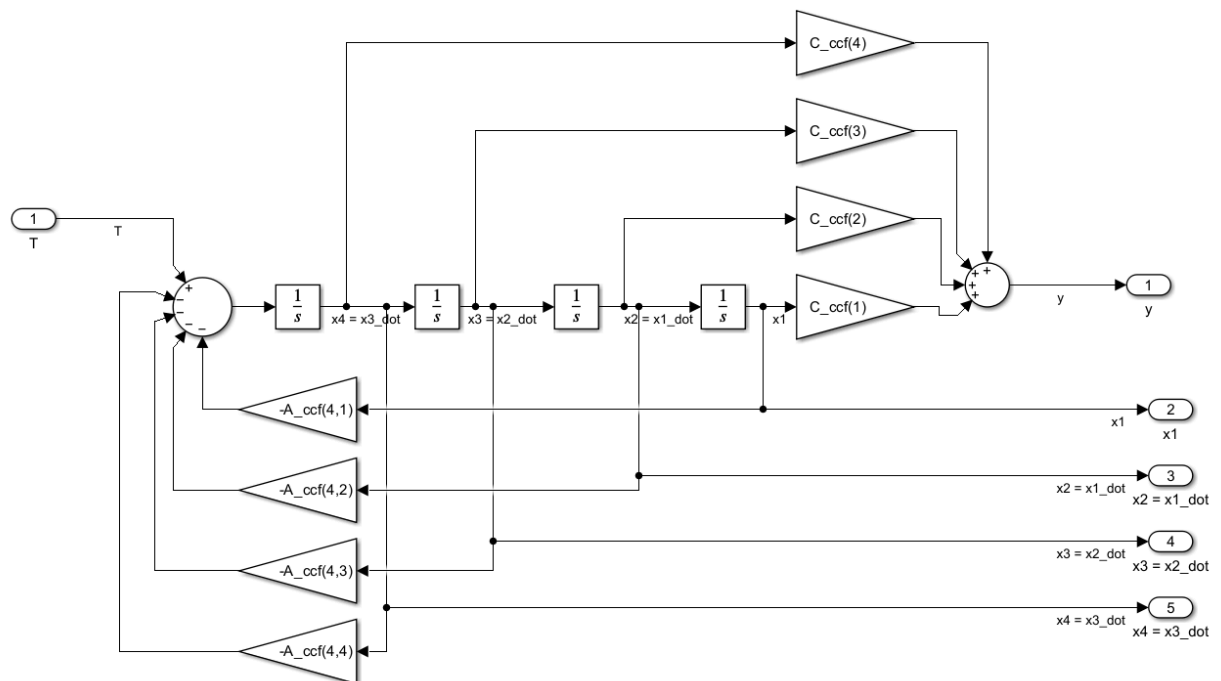 C_ccf(4)
C_ccf(3)
C_ccf(2)
1
T
T
+
−
−
−
−
1
s
x4 = x3_dot
1
s
x3 = x2_dot
1
s
x2 = x1_dot
1
s
x1
C_ccf(1)
+
+
+
+
y
1
y
-A_ccf(4,1)
x1
2
x1
-A_ccf(4,2)
x2 = x1_dot
3
x2 = x1_dot
-A_ccf(4,3)
x3 = x2_dot
4
x3 = x2_dot
-A_ccf(4,4)
x4 = x3_dot
5
x4 = x3_dot